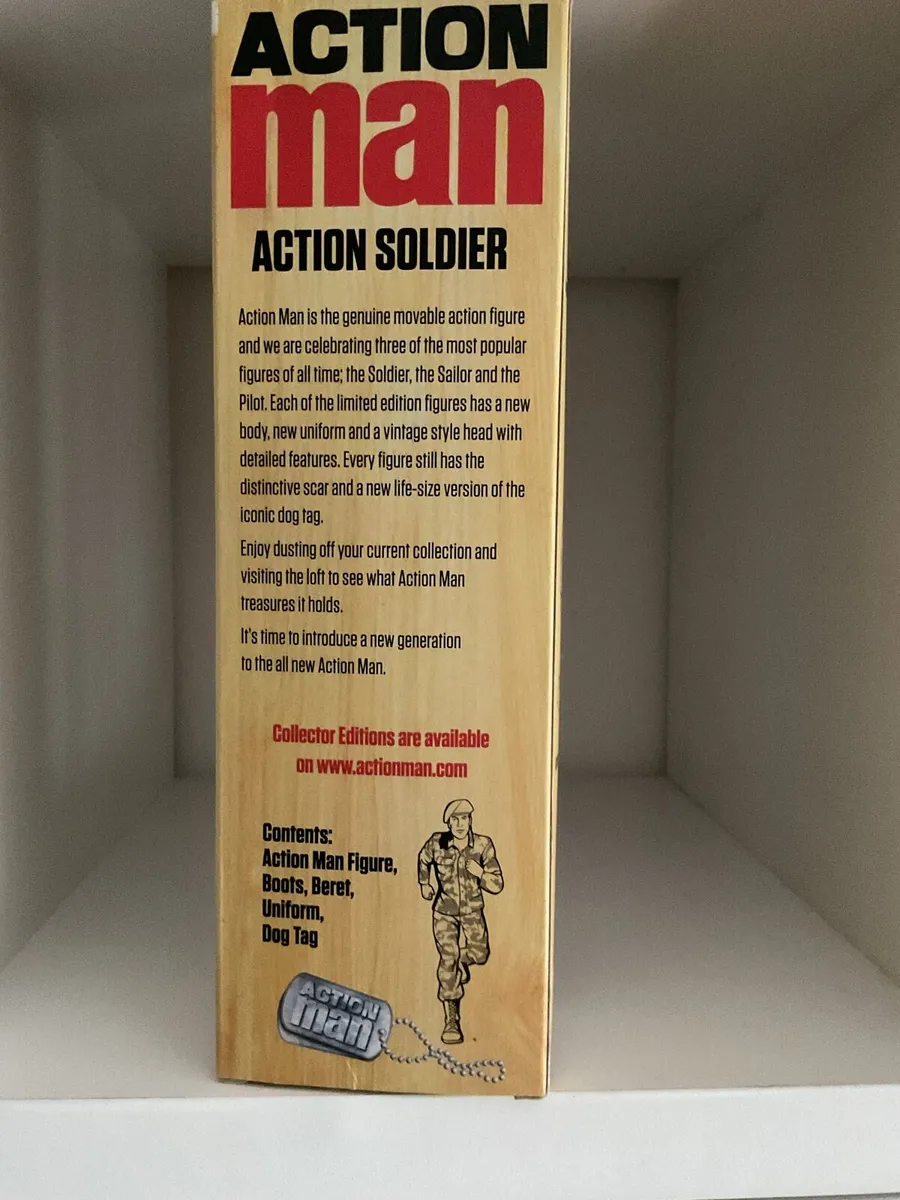 ACTION
man
ACTION SOLDIER
Action Man is the genuine movable action figure
and we are celebrating three of the most popular
figures of all time; the Soldier, the Sailor and the
Pilot. Each of the limited edition figures has a new
body, new uniform and a vintage style head with
detailed features. Every figure still has the
distinctive scar and a new life-size version of the
iconic dog tag.
Enjoy dusting off your current collection and
visiting the loft to see what Action Man
treasures it holds.
It's time to introduce a new generation
to the all new Action Man.
Collector Editions are available
on www.actionman.com
Contents:
Action Man Figure,
Boots, Beret,
Uniform,
Dog Tag
ACTION
man